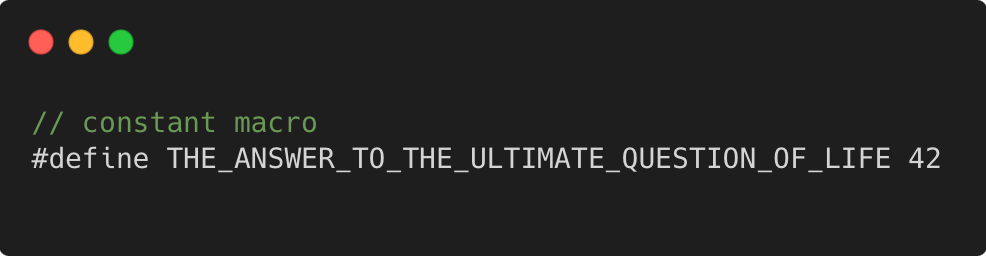 // constant macro
#define THE_ANSWER_TO_THE_ULTIMATE_QUESTION_OF_LIFE 42